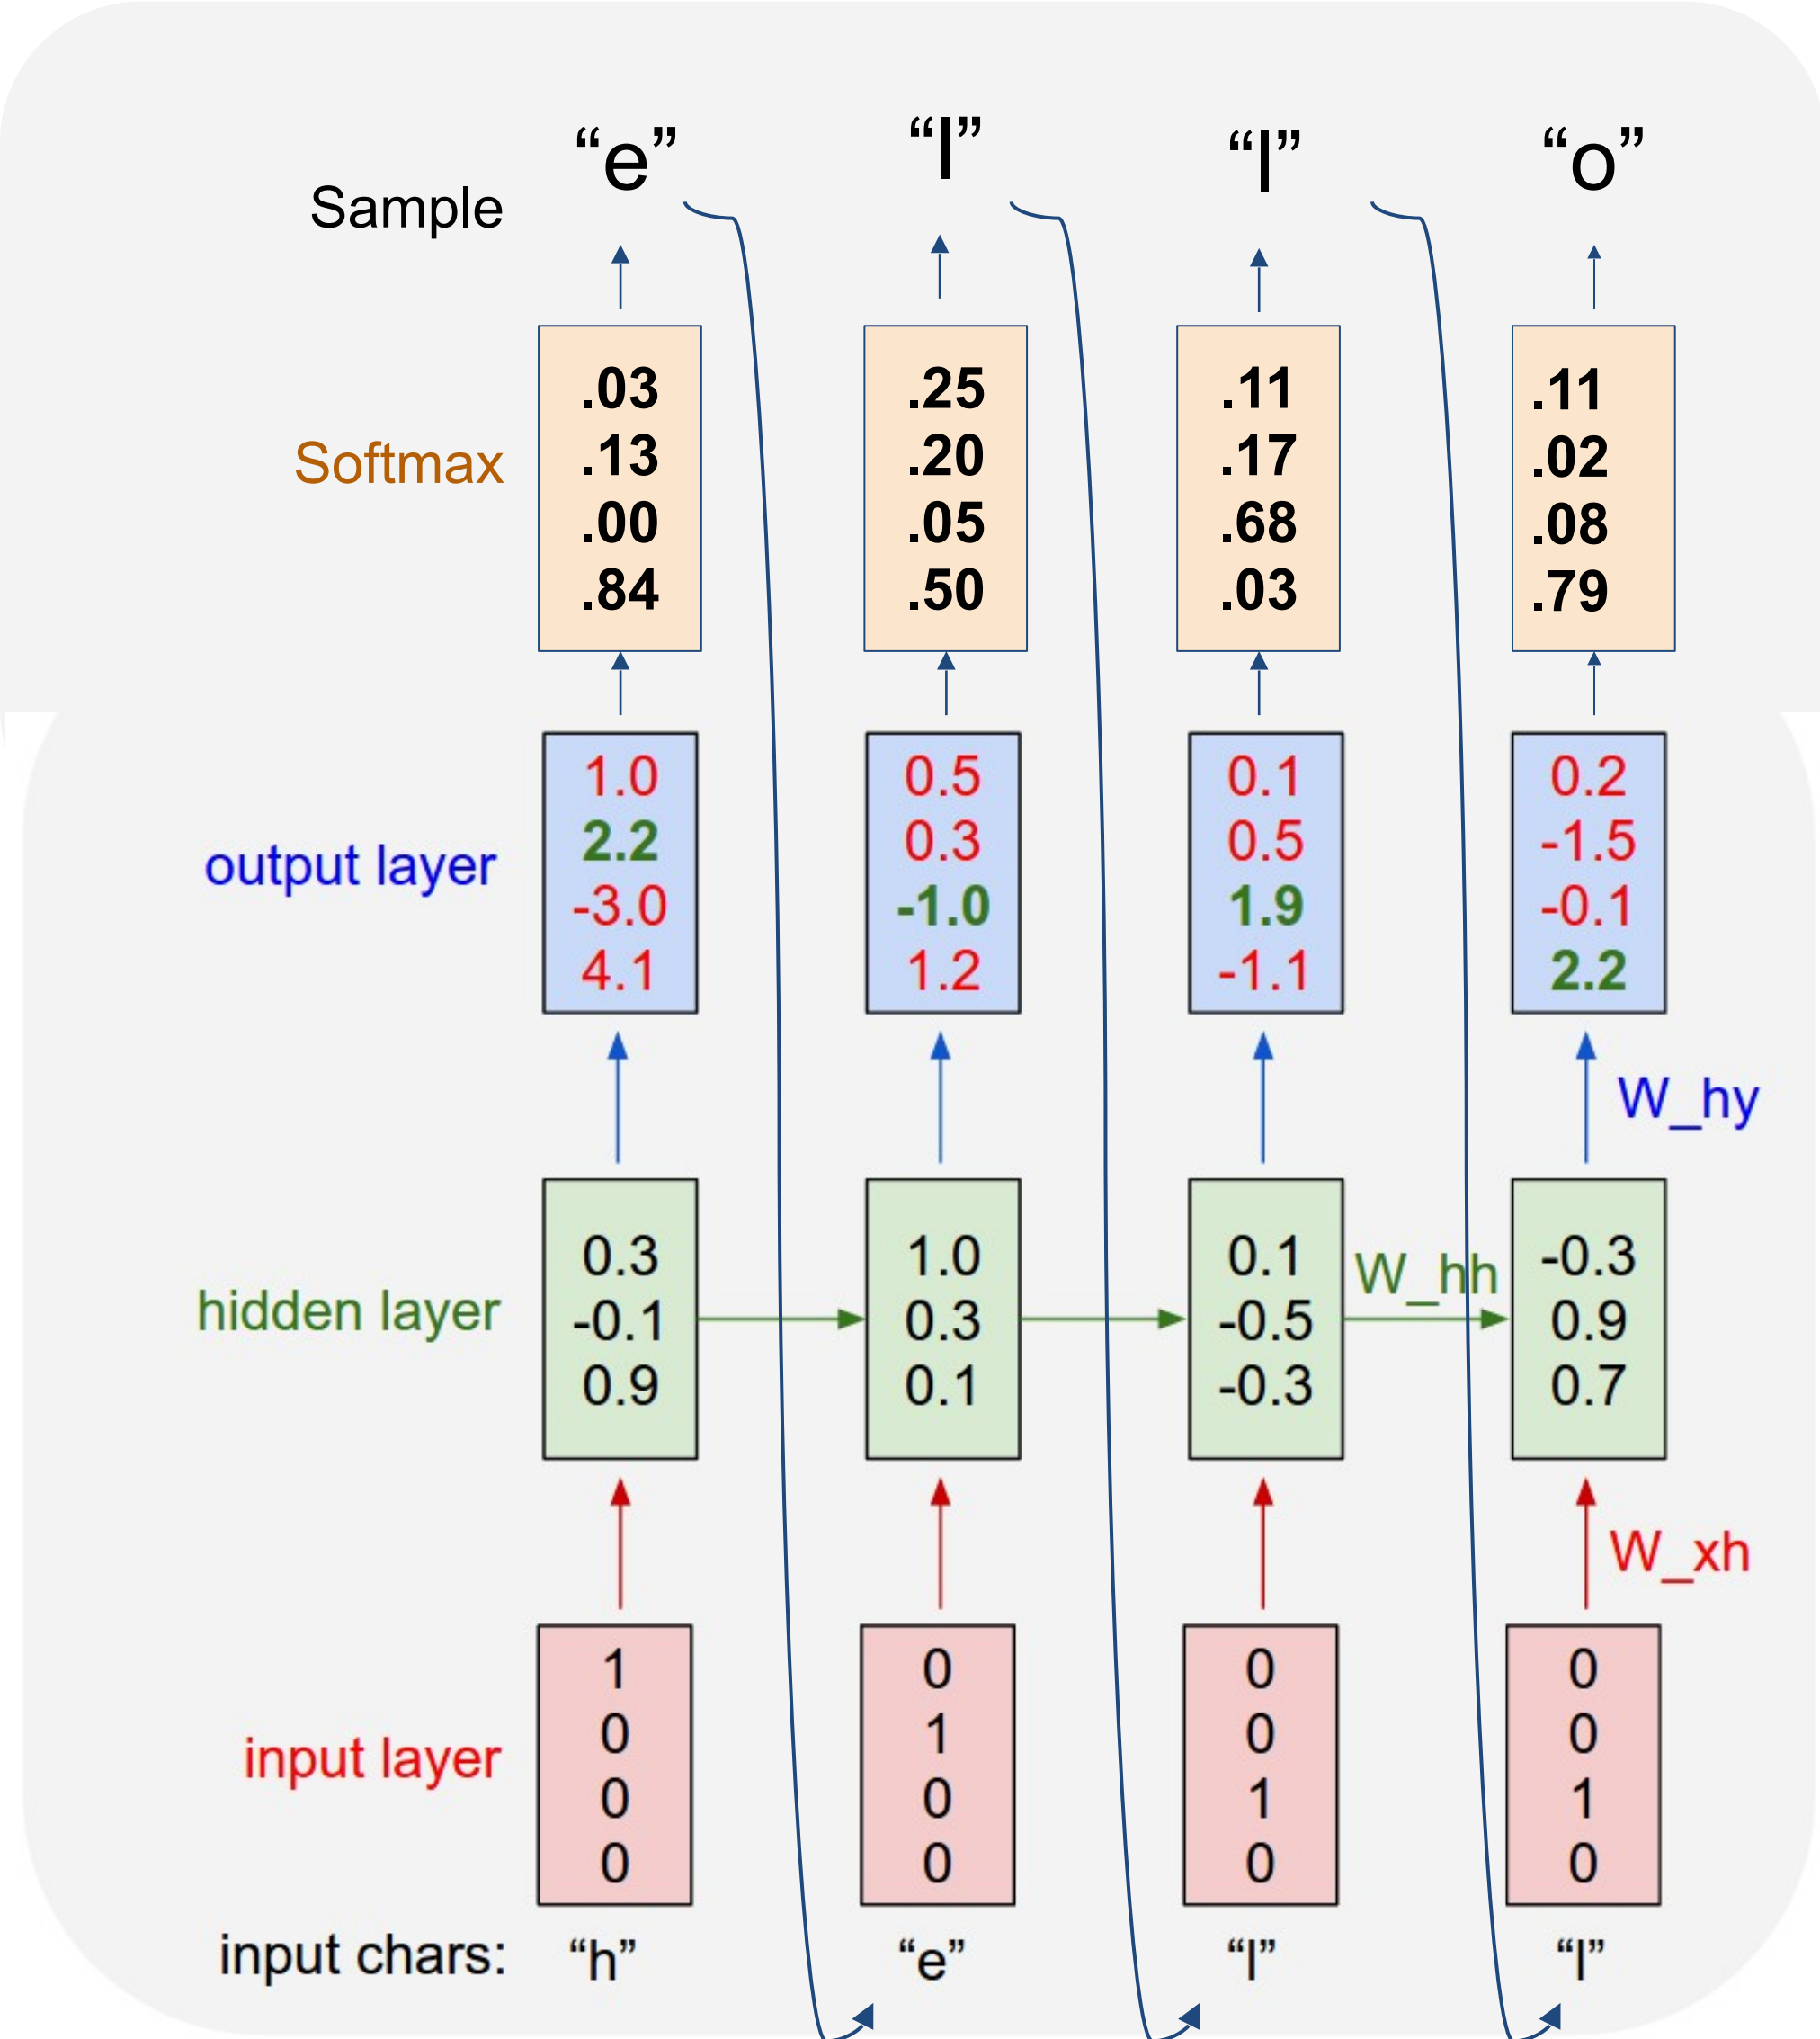 “e” “l” “l” “o”
Sample
.03 .25 .11 .11
.13 .20 .17 .02
Softmax
.00 .05 .68 .08
.84 .50 .03 .79
1.0 0.5 0.1 0.2
2.2 0.3 0.5 -1.5
output layer
-3.0 -1.0 1.9 -0.1
4.1 1.2 -1.1 2.2
W_hy
0.3 1.0 0.1 W_hh -0.3
hidden layer -0.1 0.3 -0.5 0.9
0.9 0.1 -0.3 0.7
W_xh
1 0 0 0
0 1 0 0
input layer
0 0 1 1
0 0 0 0
input chars: “h” “e” “l” “l”